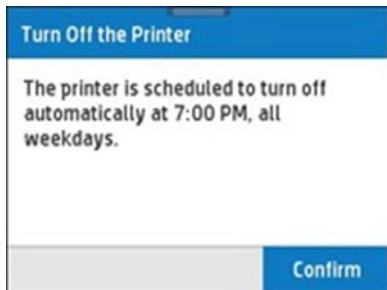 Turn Off the Printer
The printer is scheduled to turn off
automatically at 7:00 PM, all
weekdays.
Confirm